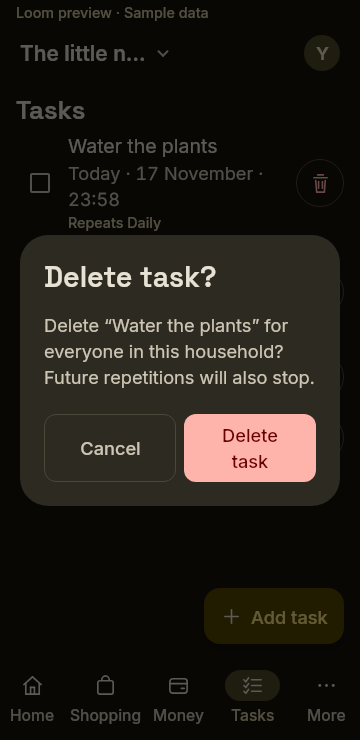 Loom preview · Sample data
The little n...
Y
Tasks
Water the plants
Today · 17 November ·
23:58
Repeats Daily
Delete task?
Delete “Water the plants” for
everyone in this household?
Future repetitions will also stop.
Cancel
Delete
task
Add task
Home
Shopping
Money
Tasks
More